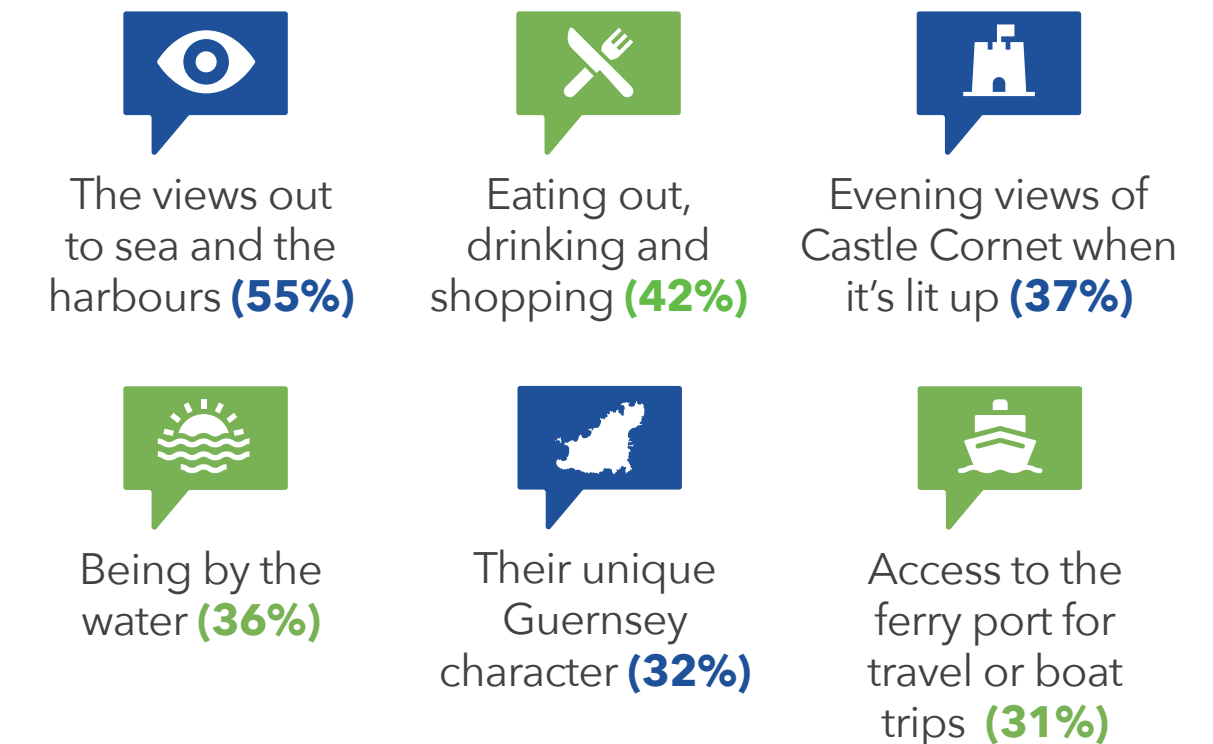 The views out
to sea and the
harbours (55%)
Eating out,
drinking and
shopping (42%)
Evening views of
Castle Cornet when
it’s lit up (37%)
Being by the
water (36%)
Their unique
Guernsey
character (32%)
Access to the
ferry port for
travel or boat
trips (31%)